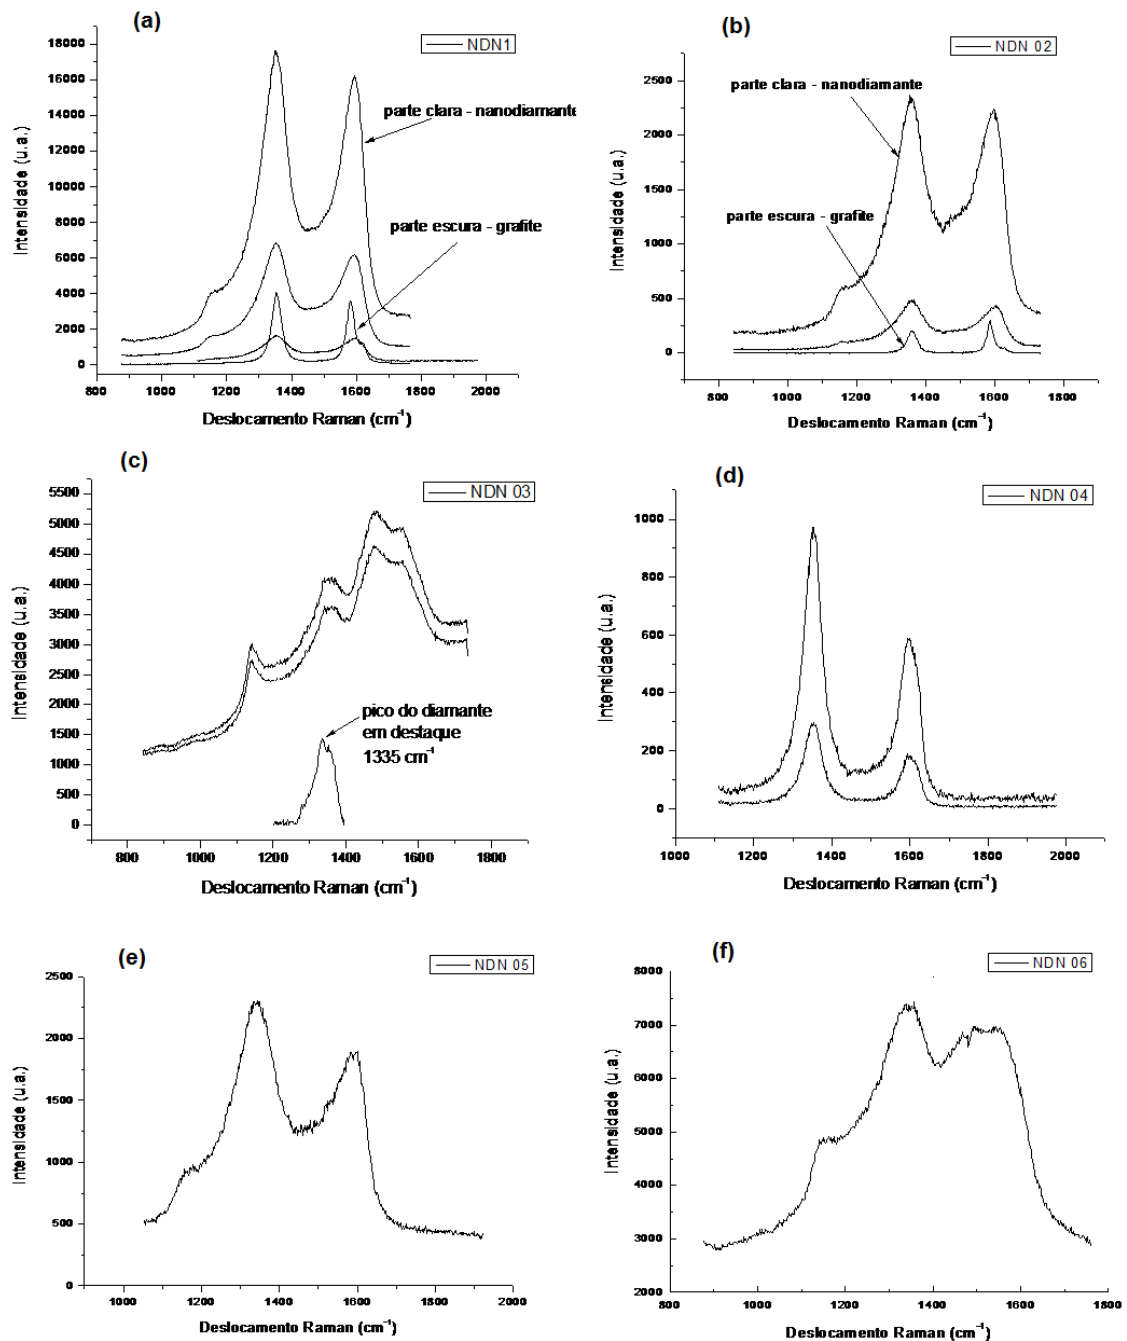 (a)
NDN1
18000
16000
14000
12000
10000
8000
6000
4000
2000
0
Intensidade (u.a.)
parte clara - nanodiamante
parte escura - grafite
800 1000 1200 1400 1600 1800 2000
Deslocamento Raman (cm⁻¹)
(b)
NDN 02
2500
2000
1500
1000
500
0
Intensidade (u.a.)
parte clara - nanodiamante
parte escura - grafite
800 1000 1200 1400 1600 1800
Deslocamento Raman (cm⁻¹)
(c)
NDN 03
5500
5000
4500
4000
3500
3000
2500
2000
1500
1000
500
0
Intensidade (u.a.)
pico do diamante
em destaque
1335 cm⁻¹
800 1000 1200 1400 1600 1800
Deslocamento Raman (cm⁻¹)
(d)
NDN 04
1000
800
600
400
200
0
Intensidade (u.a.)
1000 1200 1400 1600 1800 2000
Deslocamento Raman (cm⁻¹)
(e)
NDN 05
2500
2000
1500
1000
500
0
Intensidade (u.a.)
1000 1200 1400 1600 1800 2000
Deslocamento Raman (cm⁻¹)
(f)
NDN 06
8000
7000
6000
5000
4000
3000
2000
Intensidade (u.a.)
800 1000 1200 1400 1600 1800
Deslocamento Raman (cm⁻¹)